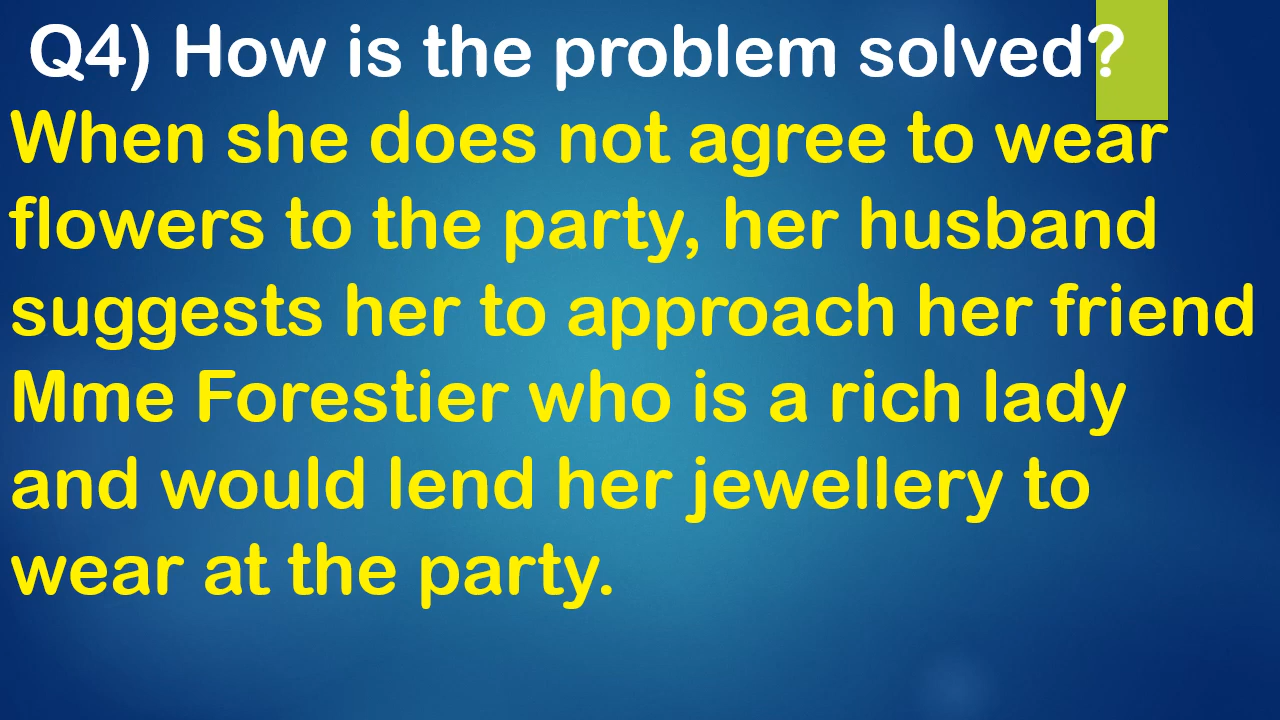 Q4) How is the problem solved?
When she does not agree to wear
flowers to the party, her husband
suggests her to approach her friend
Mme Forestier who is a rich lady
and would lend her jewellery to
wear at the party.